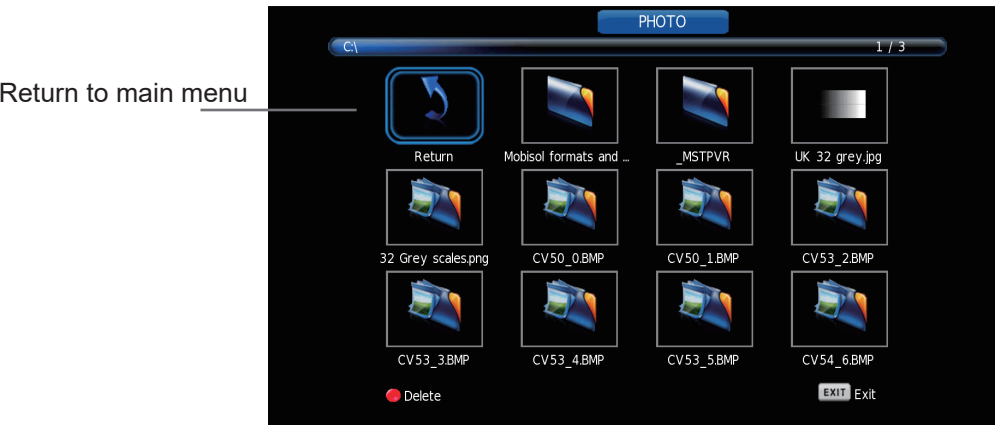 PHOTO
C:\ 1 / 3
Return to main menu
Return Mobisol formats and ... _MSTPVR UK 32 grey.jpg
32 Grey scales.png CV50_0.BMP CV50_1.BMP CV53_2.BMP
CV53_3.BMP CV53_4.BMP CV53_5.BMP CV54_6.BMP
Delete EXIT Exit